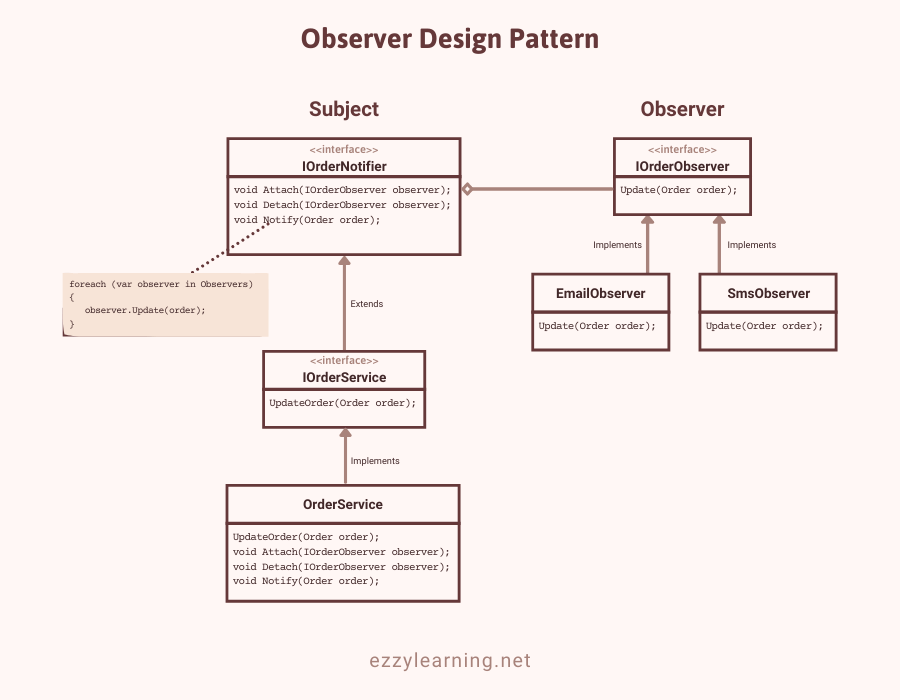 Observer Design Pattern
Subject
Observer
<<interface>>
IOrderNotifier
void Attach(IOrderObserver observer);
void Detach(IOrderObserver observer);
void Notify(Order order);
<<interface>>
IOrderObserver
Update(Order order);
Implements
Implements
foreach (var observer in Observers)
{
observer.Update(order);
}
Extends
EmailObserver
Update(Order order);
SmsObserver
Update(Order order);
<<interface>>
IOrderService
UpdateOrder(Order order);
Implements
OrderService
UpdateOrder(Order order);
void Attach(IOrderObserver observer);
void Detach(IOrderObserver observer);
void Notify(Order order);
ezzylearning.net